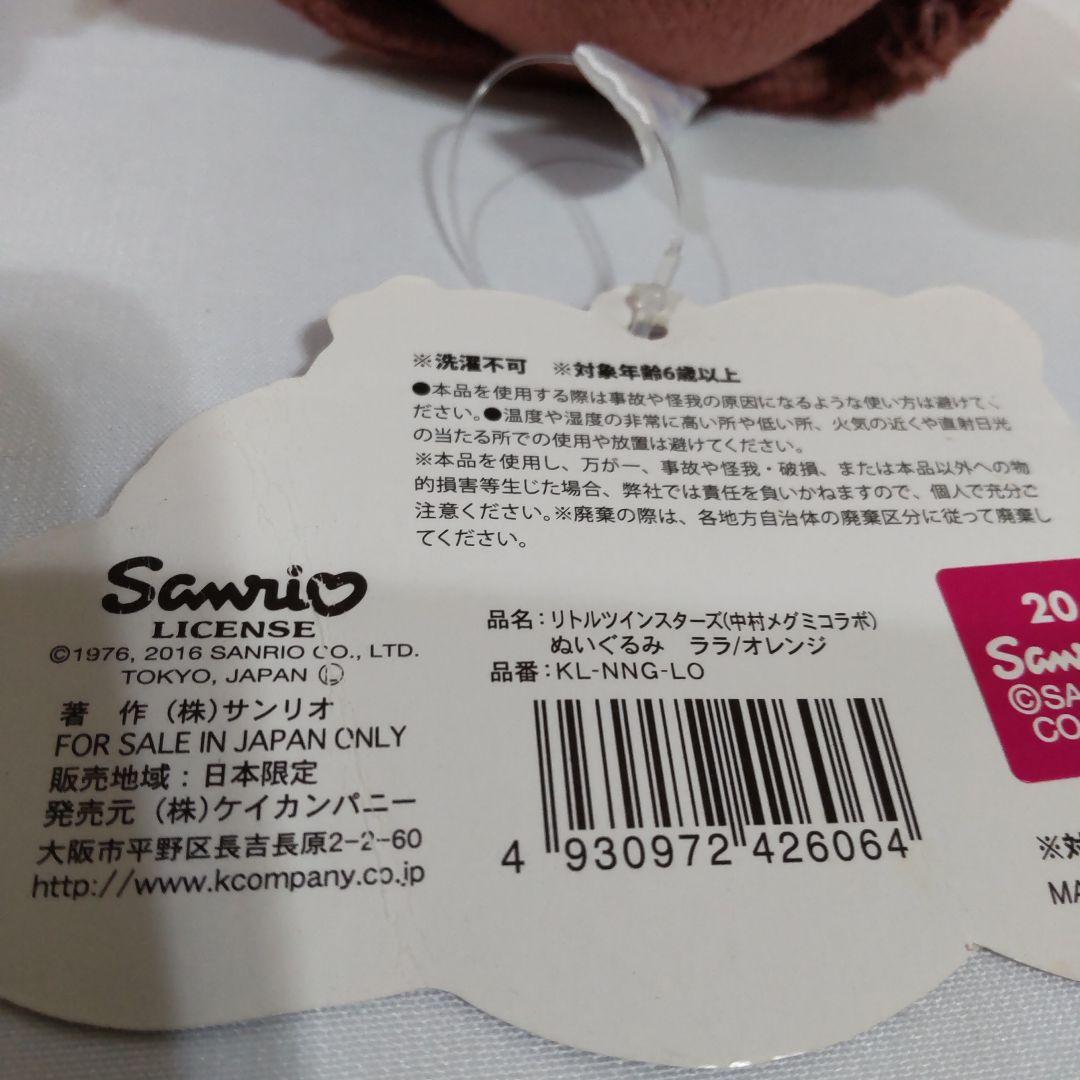 ※洗濯不可 ※対象年齢6歳以上
●本品を使用する際は事故や怪我の原因になるような使い方は避けてく
ださい。●温度や湿度の非常に高い所や低い所、火気の近くや直射日光
の当たる所での使用や放置は避けてください。
※本品を使用し、万が一、事故や怪我・破損、または本品以外への物
的損害等生じた場合、弊社では責任を負いかねますので、個人で充分ご
注意ください。※廃棄の際は、各地方自治体の廃棄区分に従って廃棄し
てください。
Sanrio
LICENSE
©1976, 2016 SANRIO CO., LTD.
TOKYO, JAPAN Ⓛ
著 作 (株)サンリオ
FOR SALE IN JAPAN ONLY
販売地域：日本限定
発売元 (株)ケイカンパニー
大阪市平野区長吉長原2-2-60
http://www.kcompany.co.jp
品名：リトルツインスターズ(中村メグミコラボ)
ぬいぐるみ ララ/オレンジ
品番：KL-NNG-LO
4 930972 426064
20
San
©SA
CO
※対
MA